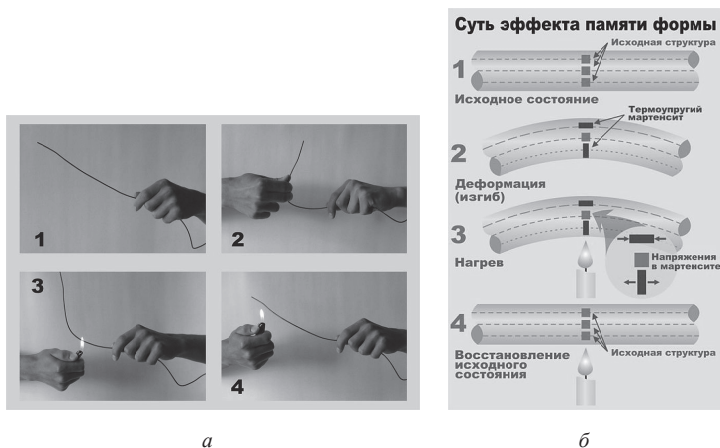 1
2
3
4
а
Суть эффекта памяти формы
Исходная структура
1
Исходное состояние
Термоупругий
мартенсит
2
Деформация
(изгиб)
3
Нагрев
Напряжения
в мартенсите
4
Восстановление
исходного
состояния
Исходная структура
б